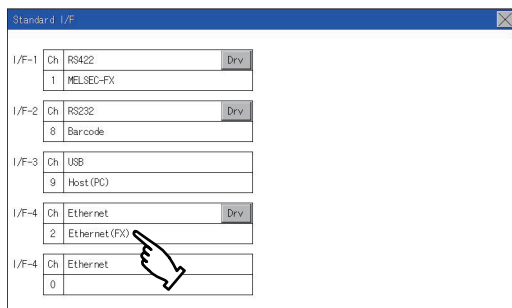 Standard I/F
I/F-1 Ch RS422 Drv
1 MELSEC-FX
I/F-2 Ch RS232 Drv
8 Barcode
I/F-3 Ch USB
9 Host(PC)
I/F-4 Ch Ethernet Drv
2 Ethernet(FX)
I/F-4 Ch Ethernet
0